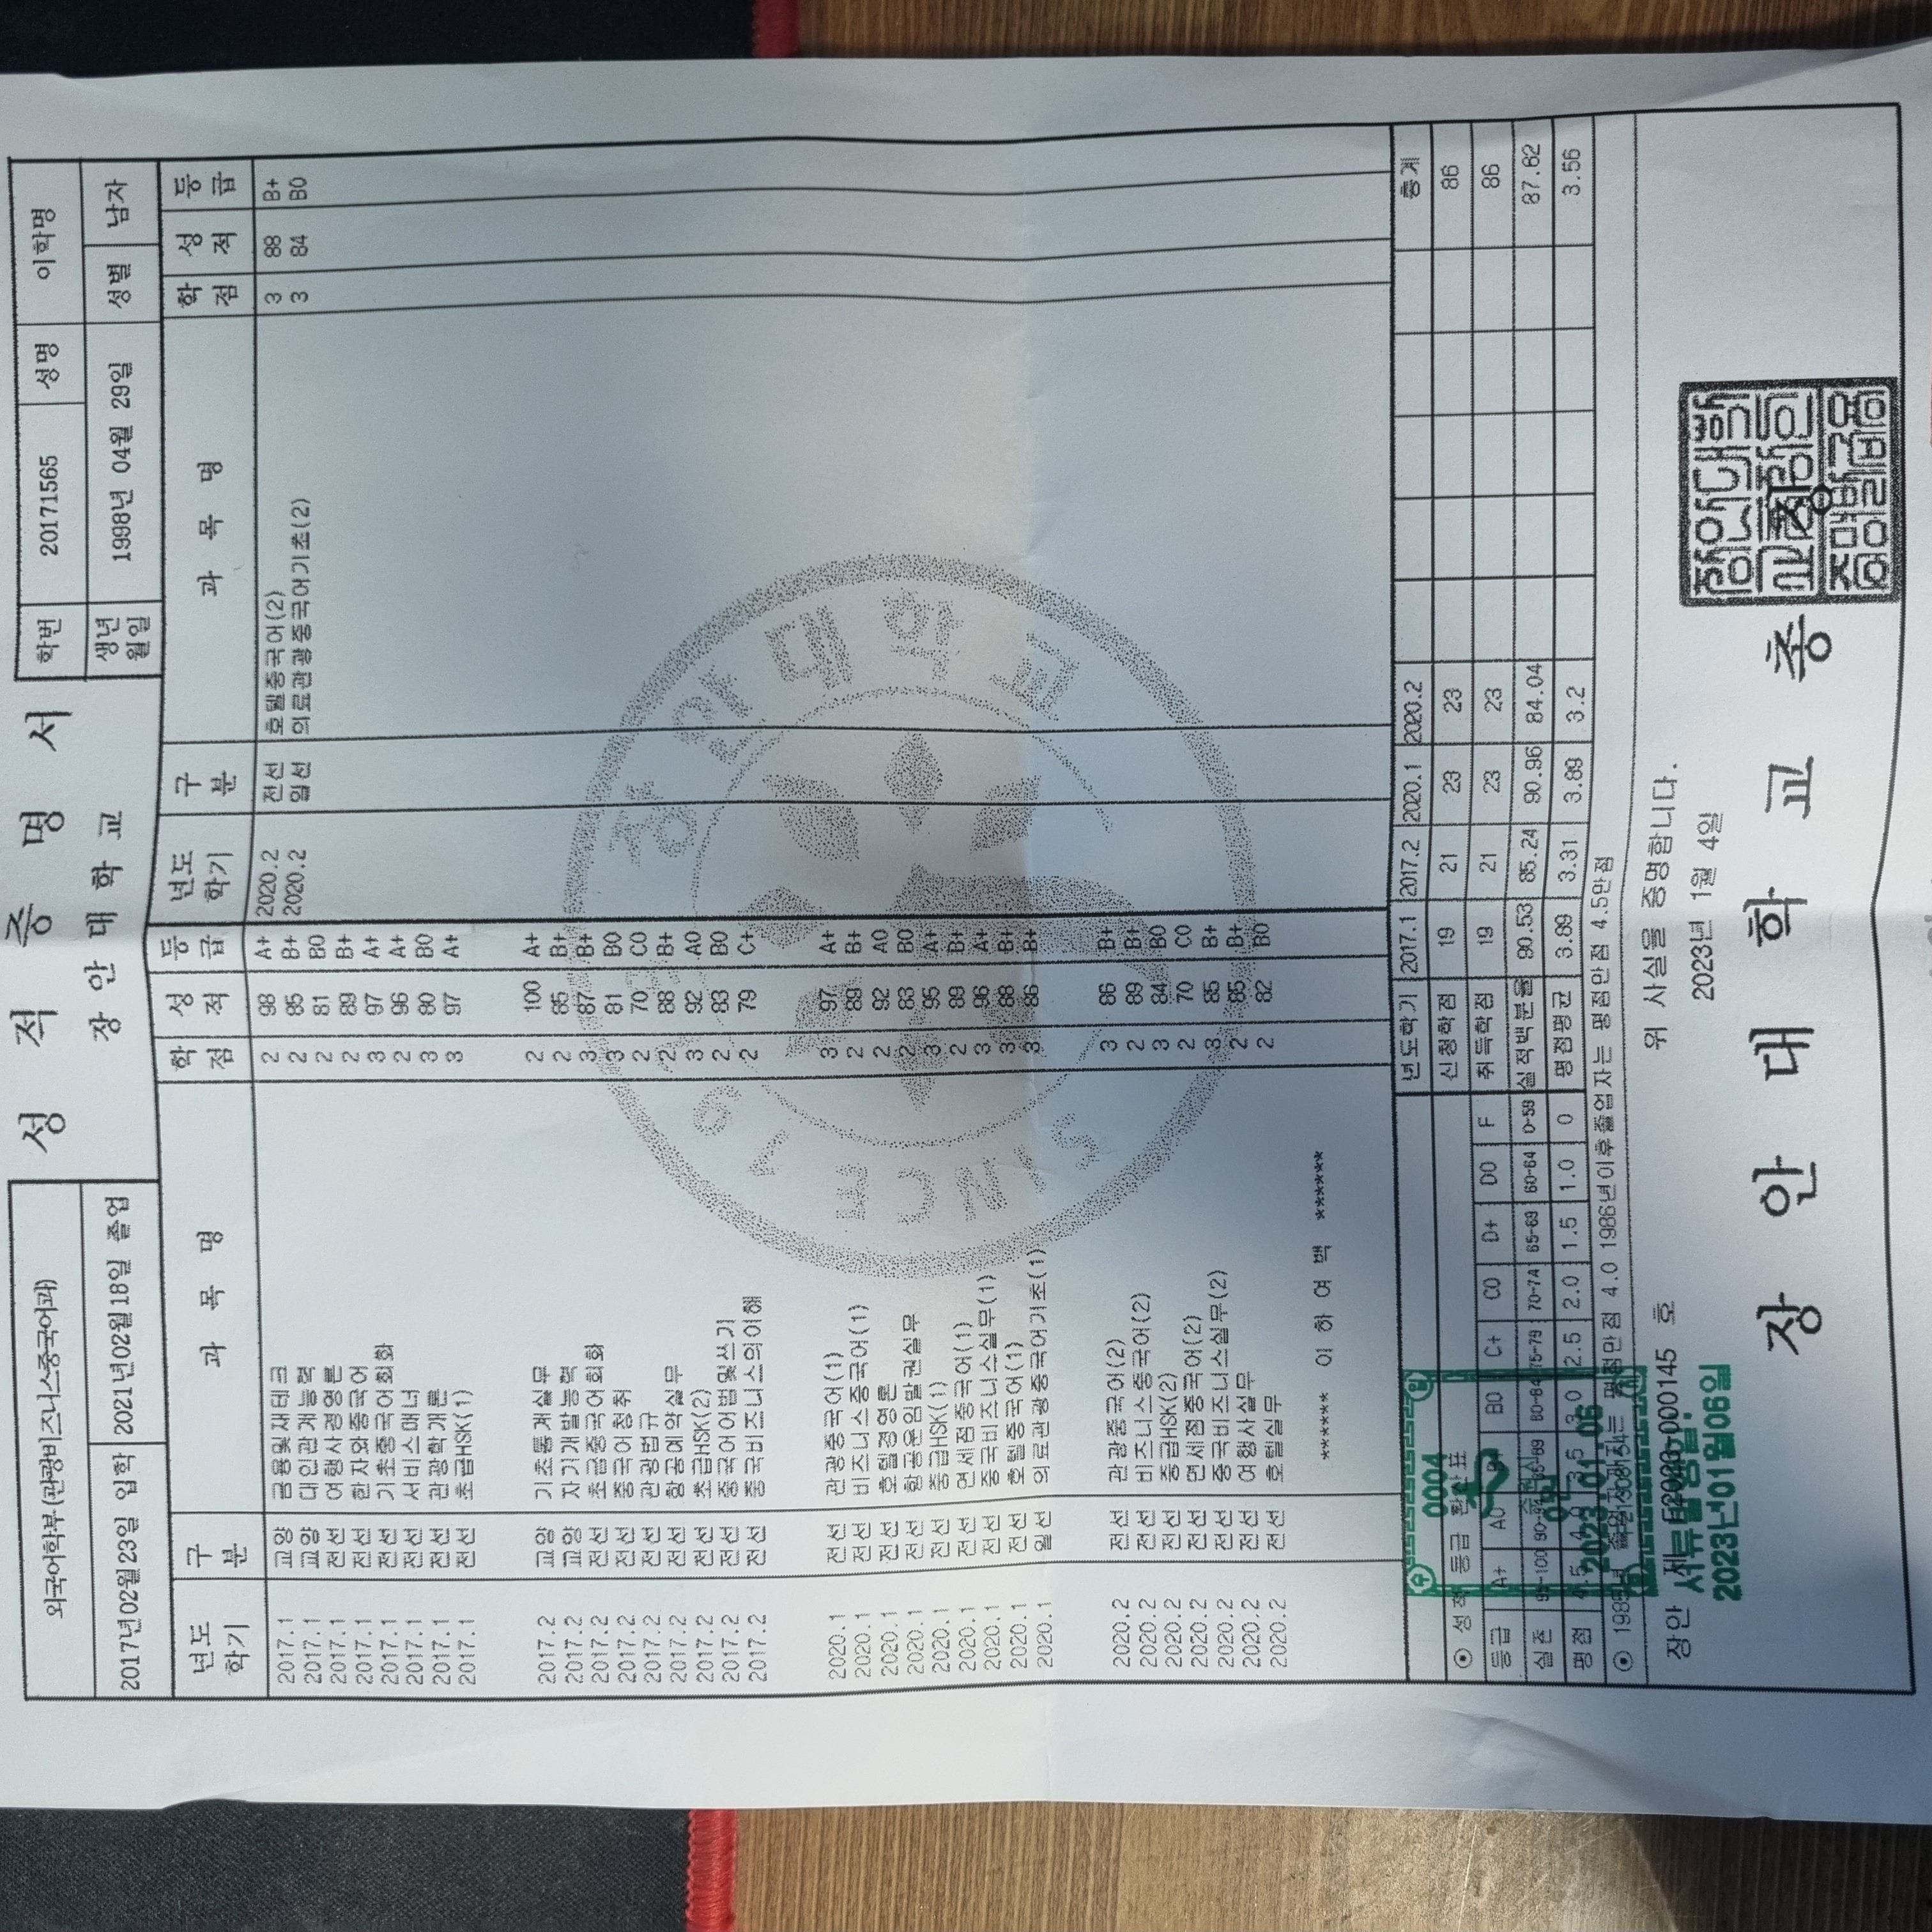 외국어학부(관광비즈니스중국어과)
2017년02월23일 입학 2021년02월18일 졸업
성 적 증 명 서
장 안 대 학 교
학번 20171565 성명 이학명
생년월일 1998년 04월 29일 성별 남자
년도학기 구분 과 목 명 학점 성적 등급 년도학기 구분 과 목 명 학점 성적 등급
2017.1 교양 금융및재테크 2 98 A+
2017.1 교양 대인관계능력 2 85 B+
2017.1 전선 여행사경영론 2 81 B0
2017.1 전선 한자와중국어 2 89 B+
2017.1 전선 기초중국어회화 3 97 A+
2017.1 전선 서비스매너 2 96 A+
2017.1 전선 관광학개론 3 80 B0
2017.1 전선 초급HSK(1) 3 97 A+
2017.2 교양 기초통계실무 2 100 A+
2017.2 교양 자기개발능력 2 85 B+
2017.2 전선 초급중국어회화 3 87 B+
2017.2 전선 중국어청취 3 81 B0
2017.2 전선 관광법규 2 70 C0
2017.2 전선 항공예약실무 2 88 B+
2017.2 전선 초급HSK(2) 3 92 A0
2017.2 전선 중국어어법및쓰기 2 83 B0
2017.2 전선 중국비즈니스의이해 2 79 C+
2020.1 전선 관광중국어(1) 3 97 A+
2020.1 전선 비즈니스중국어(1) 2 89 B+
2020.1 전선 호텔경영론 2 92 A0
2020.1 전선 항공운임발권실무 2 83 B0
2020.1 전선 중급HSK(1) 3 95 A+
2020.1 전선 면세점중국어(1) 2 89 B+
2020.1 전선 중국비즈니스실무(1) 3 96 A+
2020.1 전선 호텔중국어(1) 3 88 B+
2020.1 일선 의료관광중국어기초(1) 3 86 B+
2020.2 전선 관광중국어(2) 3 86 B+
2020.2 전선 비즈니스중국어(2) 2 89 B+
2020.2 전선 중급HSK(2) 3 84 B0
2020.2 전선 면세점중국어(2) 2 70 C0
2020.2 전선 중국비즈니스실무(2) 3 85 B+
2020.2 전선 여행사실무 2 85 B+
2020.2 전선 호텔실무 2 82 B0
****** 이 하 여 백 ******
2020.2 전선 호텔중국어(2) 3 88 B+
2020.2 일선 의료관광중국어기초(2) 3 84 B0
SINCE 19 장안대학교
년도학기 2017.1 2017.2 2020.1 2020.2 총계
신청학점 19 21 23 23 86
취득학점 19 21 23 23 86
실적백분율 90.53 85.24 90.96 84.04 87.62
평점평균 3.89 3.31 3.89 3.2 3.56
⊙ 성적 등급 환산표
등급 A+ A0 B+ B0 C+ C0 D+ D0 F
실점 95-100 90-94 85-89 80-84 75-79 70-74 65-69 60-64 0-59
평점 4.5 4.0 3.5 3.0 2.5 2.0 1.5 1.0 0
⊙ 1985년 졸업자까지는 평점만점 4.0 1986년이후졸업자는 평점만점 4.5만점
수 입
0004
수원시
0원
2023.01.06
장안 제 F2023-000145 호
서류발행일:
2023년01월06일
위 사실을 증명합니다.
2023년 1월 4일
장 안 대 학 교 총 장
장안대학
교총장의
증명발급용